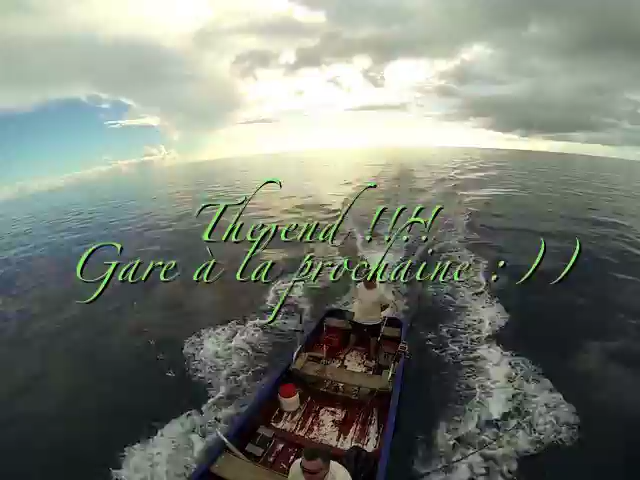 The end !!!!
Gare à la prochaine : ) )